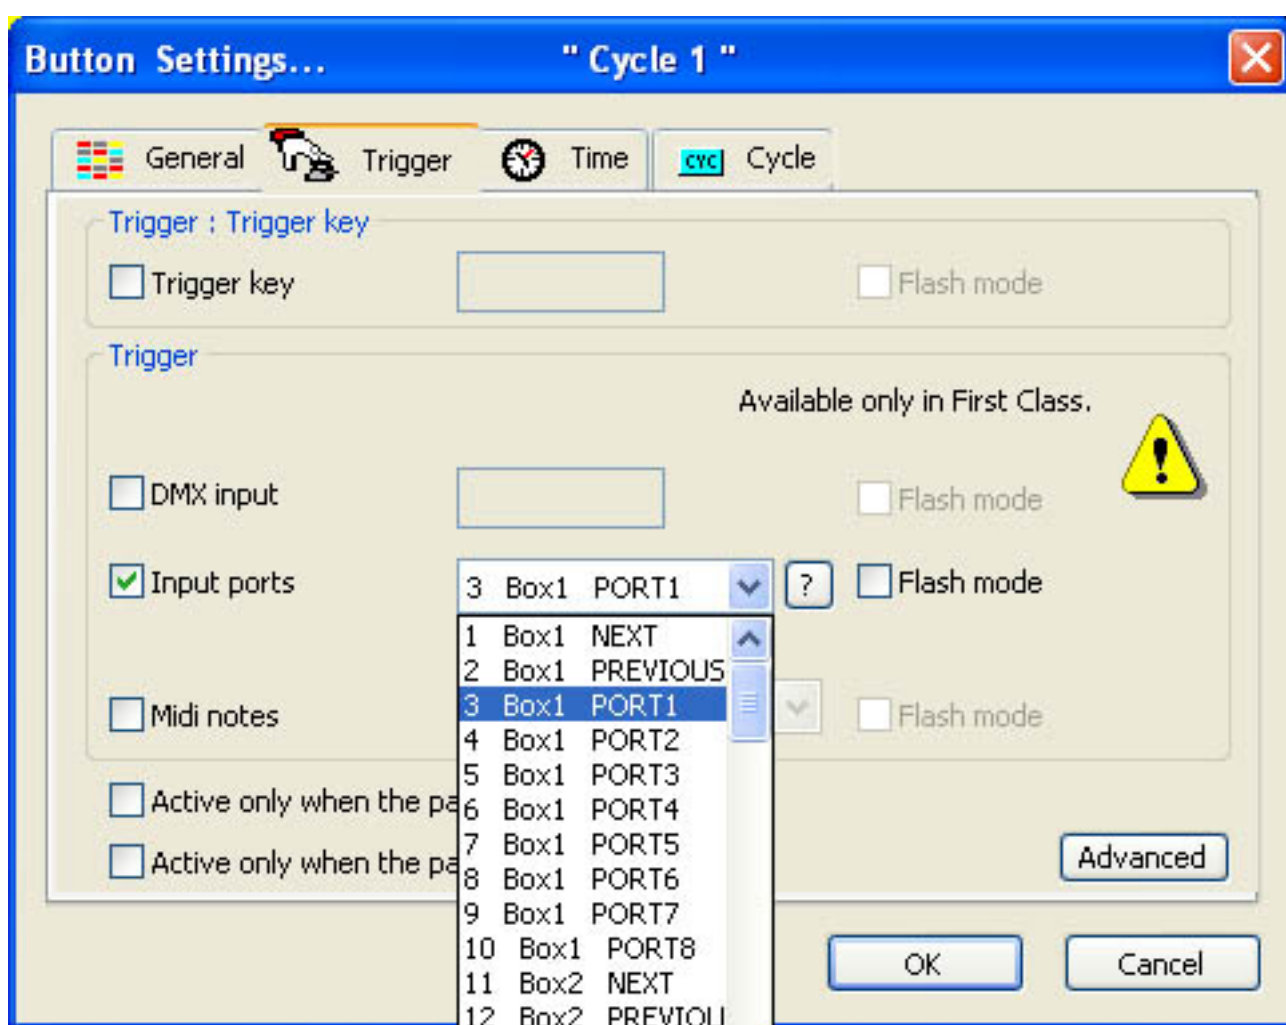 Button Settings... " Cycle 1 "
General Trigger Time CYC Cycle
Trigger : Trigger key
Trigger key Flash mode
Trigger
Available only in First Class.
DMX input Flash mode
Input ports 3 Box1 PORT1 ? Flash mode
1 Box1 NEXT
2 Box1 PREVIOUS
3 Box1 PORT1
Midi notes Flash mode
4 Box1 PORT2
5 Box1 PORT3
Active only when the pa
6 Box1 PORT4
7 Box1 PORT5
Active only when the pa Advanced
8 Box1 PORT6
9 Box1 PORT7
10 Box1 PORT8
OK Cancel
11 Box2 NEXT
12 Box2 PREVIOU